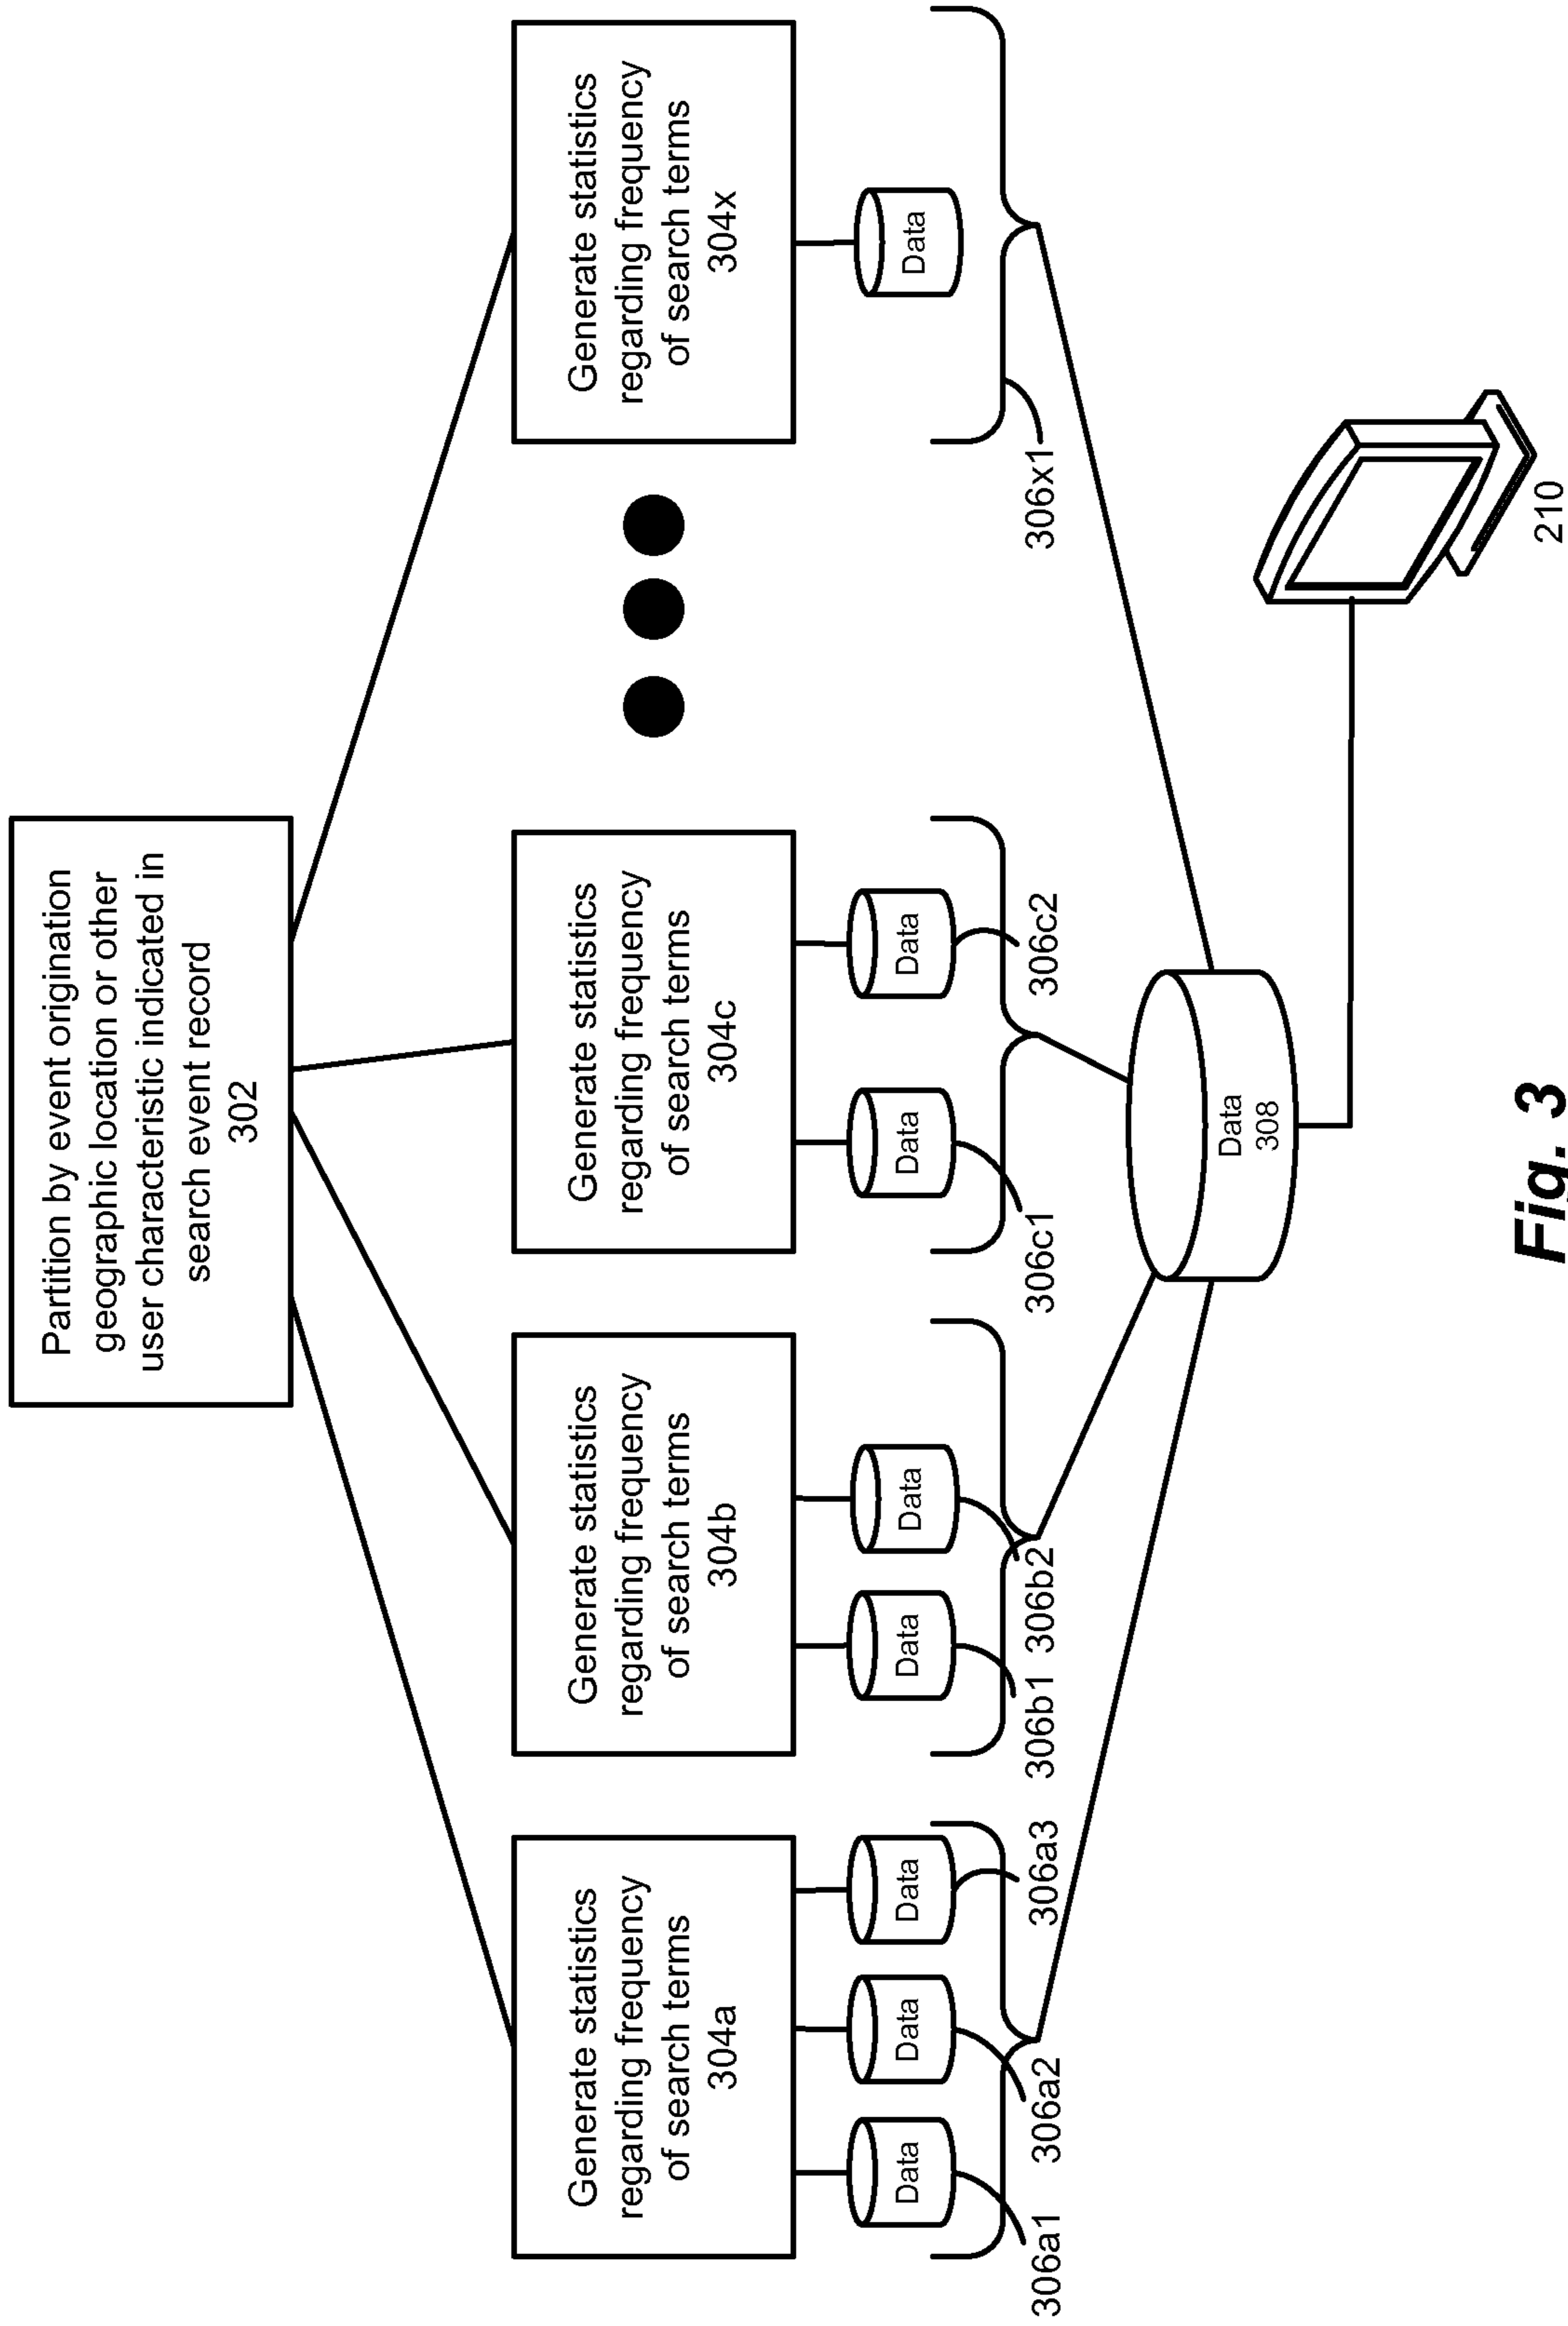 Partition by event origination
geographic location or other
user characteristic indicated in
search event record
302
Generate statistics
regarding frequency
of search terms
304a
Generate statistics
regarding frequency
of search terms
304b
Generate statistics
regarding frequency
of search terms
304c
Generate statistics
regarding frequency
of search terms
304x
Data
Data
Data
Data
Data
Data
Data
Data
306a1
306a2
306a3
306b1
306b2
306c1
306c2
306x1
Data
308
210
Fig. 3